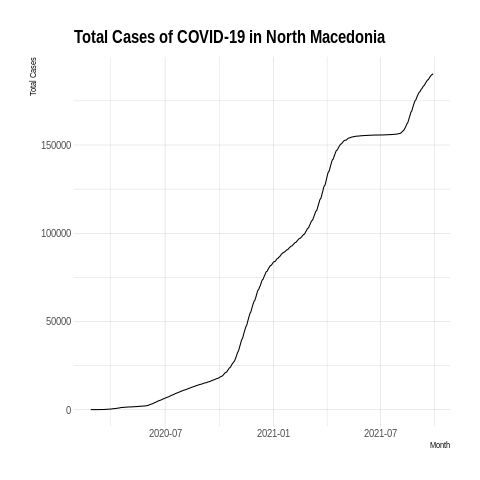 Total Cases of COVID-19 in North Macedonia
Total Cases
150000
100000
50000
0
2020-07 2021-01 2021-07
Month